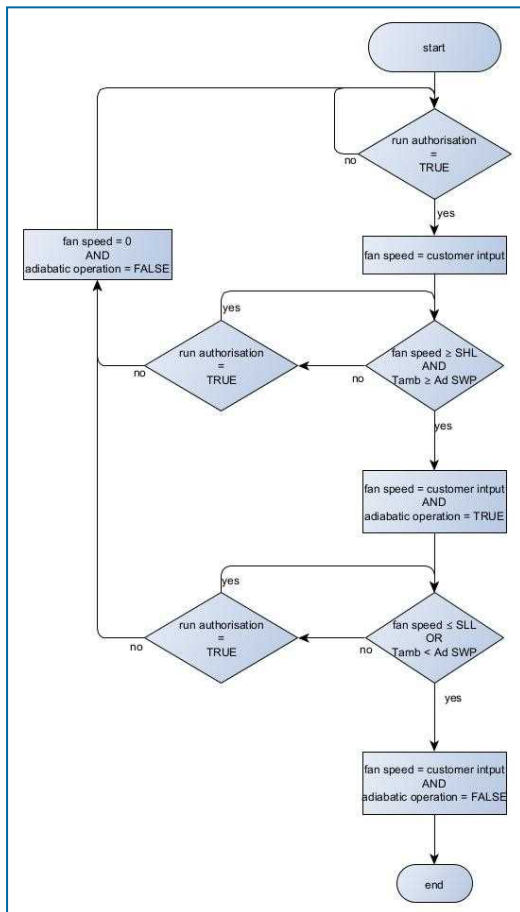 start
run authorisation
=
TRUE
no
yes
fan speed = 0
AND
adiabatic operation = FALSE
fan speed = customer intput
yes
run authorisation
=
TRUE
no
fan speed ≥ SHL
AND
Tamb ≥ Ad SWP
no
yes
fan speed = customer intput
AND
adiabatic operation = TRUE
yes
run authorisation
=
TRUE
no
fan speed ≤ SLL
OR
Tamb < Ad SWP
no
yes
fan speed = customer intput
AND
adiabatic operation = FALSE
end